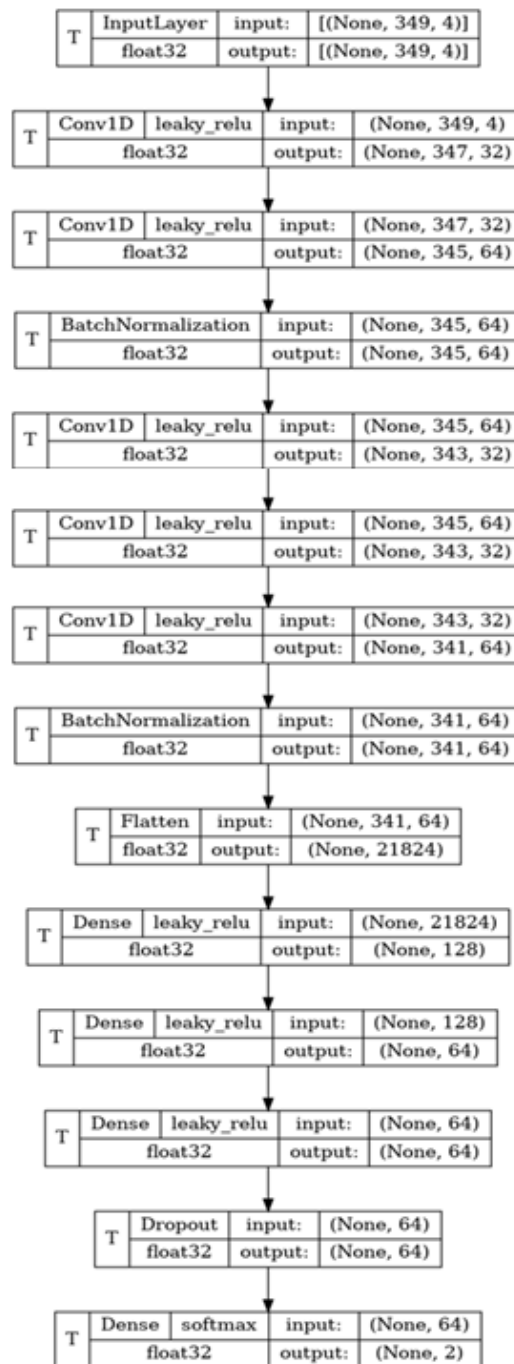 T InputLayer input: [(None, 349, 4)]
float32 output: [(None, 349, 4)]
T Conv1D leaky_relu input: (None, 349, 4)
float32 output: (None, 347, 32)
T Conv1D leaky_relu input: (None, 347, 32)
float32 output: (None, 345, 64)
T BatchNormalization input: (None, 345, 64)
float32 output: (None, 345, 64)
T Conv1D leaky_relu input: (None, 345, 64)
float32 output: (None, 343, 32)
T Conv1D leaky_relu input: (None, 345, 64)
float32 output: (None, 343, 32)
T Conv1D leaky_relu input: (None, 343, 32)
float32 output: (None, 341, 64)
T BatchNormalization input: (None, 341, 64)
float32 output: (None, 341, 64)
T Flatten input: (None, 341, 64)
float32 output: (None, 21824)
T Dense leaky_relu input: (None, 21824)
float32 output: (None, 128)
T Dense leaky_relu input: (None, 128)
float32 output: (None, 64)
T Dense leaky_relu input: (None, 64)
float32 output: (None, 64)
T Dropout input: (None, 64)
float32 output: (None, 64)
T Dense softmax input: (None, 64)
float32 output: (None, 2)